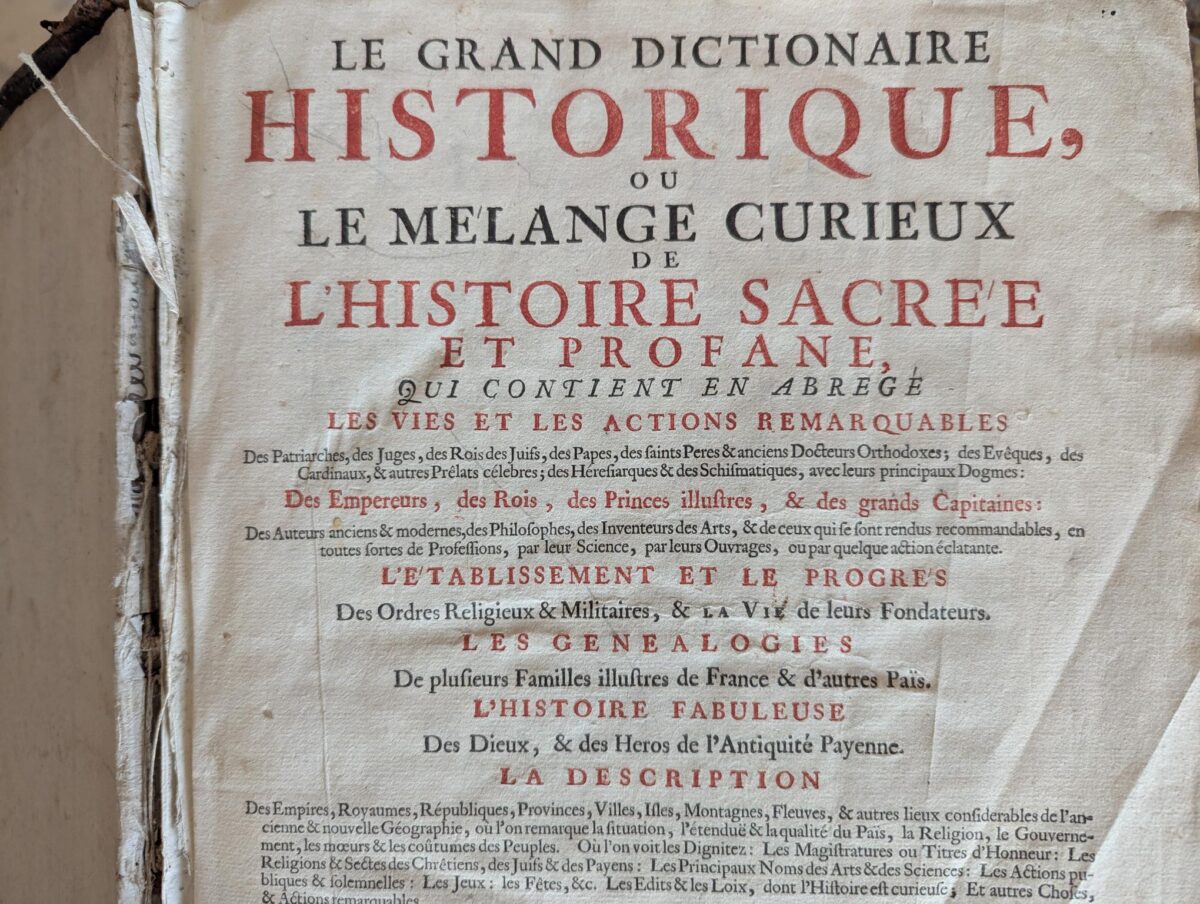 LE GRAND DICTIONAIRE
HISTORIQUE,
OU
LE ME'LANGE CURIEUX
DE
L'HISTOIRE SACRE'E
ET PROFANE,
QUI CONTIENT EN ABREGÉ
LES VIES ET LES ACTIONS REMARQUABLES
Des Patriarches, des Juges, des Rois des Juifs, des Papes, des ſaints Peres & anciens Docteurs Orthodoxes; des Evêques, des
Cardinaux, & autres Prélats célebres; des Héreſiarques & des Schiſmatiques, avec leurs principaux Dogmes:
Des Empereurs, des Rois, des Princes illuſtres, & des grands Capitaines:
Des Auteurs anciens & modernes, des Philoſophes, des Inventeurs des Arts, & de ceux qui ſe ſont rendus recommandables, en
toutes ſortes de Profeſſions, par leur Science, par leurs Ouvrages, ou par quelque action éclatante.
L'E'TABLISSEMENT ET LE PROGRE'S
Des Ordres Religieux & Militaires, & LA VIE de leurs Fondateurs.
LES GENEALOGIES
De pluſieurs Familles illuſtres de France & d'autres Païs.
L'HISTOIRE FABULEUSE
Des Dieux, & des Heros de l'Antiquité Payenne.
LA DESCRIPTION
Des Empires, Royaumes, Républiques, Provinces, Villes, Iſles, Montagnes, Fleuves, & autres lieux conſiderables de l'an-
cienne & nouvelle Géographie, où l'on remarque la ſituation, l'étenduë & la qualité du Païs, la Religion, le Gouverne-
ment, les mœurs & les coûtumes des Peuples. Où l'on voit les Dignitez: Les Magiſtratures ou Titres d'Honneur: Les
Religions & Sectes des Chrêtiens, des Juifs & des Payens: Les Principaux Noms des Arts & des Sciences: Les Actions pu-
bliques & ſolemnelles: Les Jeux: les Fêtes, &c. Les Edits & les Loix, dont l'Hiſtoire eſt curieuſe; Et autres Choſes,
& Actions remarquables